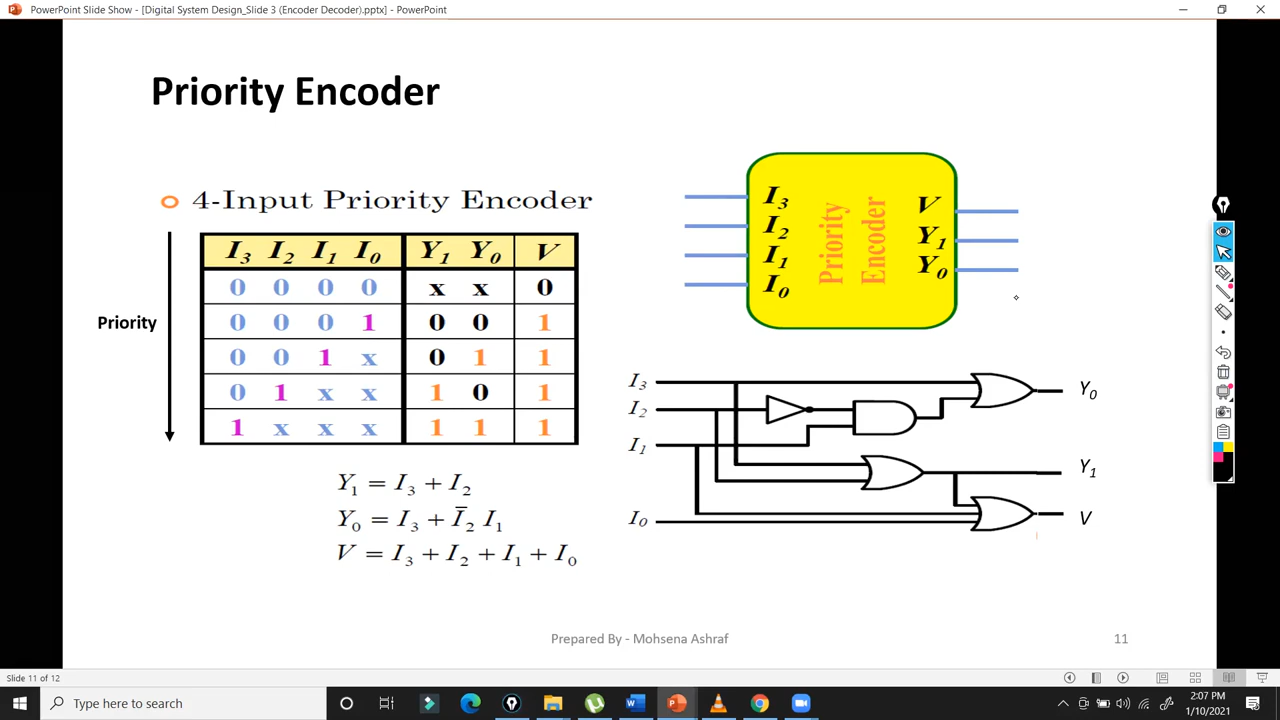 PowerPoint Slide Show - [Digital System Design_Slide 3 (Encoder Decoder).pptx] - PowerPoint
Priority Encoder
4-Input Priority Encoder
Priority
I3 I2 I1 I0 Y1 Y0 V
0 0 0 0 x x 0
0 0 0 1 0 0 1
0 0 1 x 0 1 1
0 1 x x 1 0 1
1 x x x 1 1 1
Y1 = I3 + I2
Y0 = I3 + I̅2 I1
V = I3 + I2 + I1 + I0
I3
I2
I1
I0
Priority
Encoder
V
Y1
Y0
I3
I2
I1
I0
Y0
Y1
V
Prepared By - Mohsena Ashraf
11
Slide 11 of 12
Type here to search
2:07 PM
1/10/2021